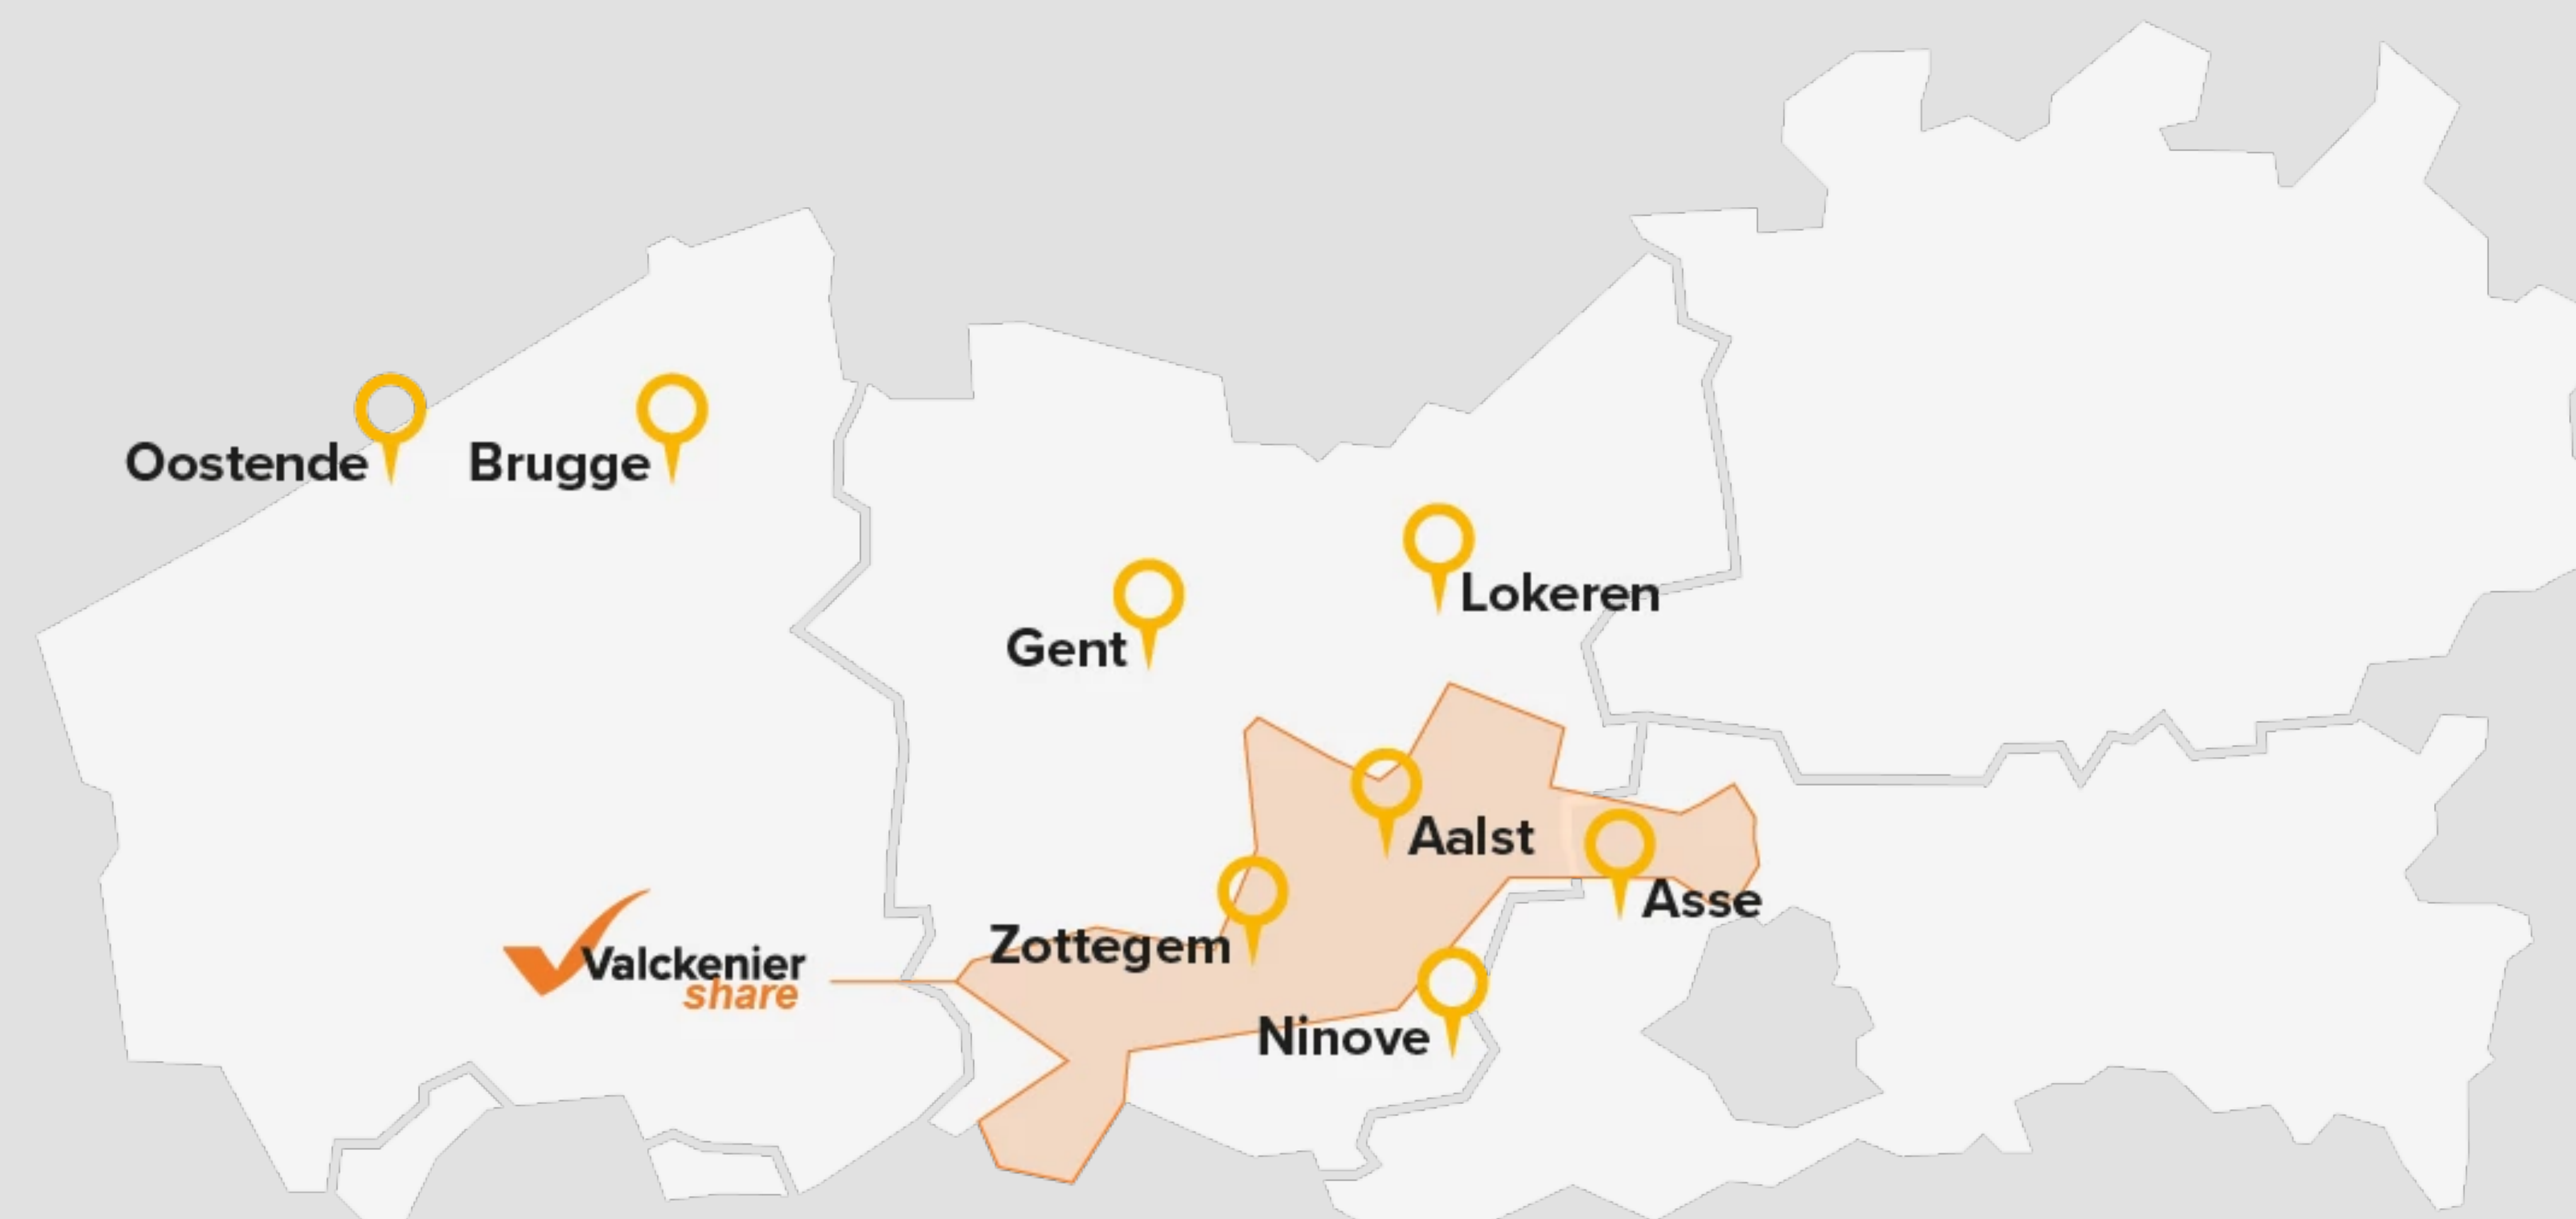 Oostende
Brugge
Lokeren
Gent
Aalst
Asse
Zottegem
Valckenier
share
Ninove